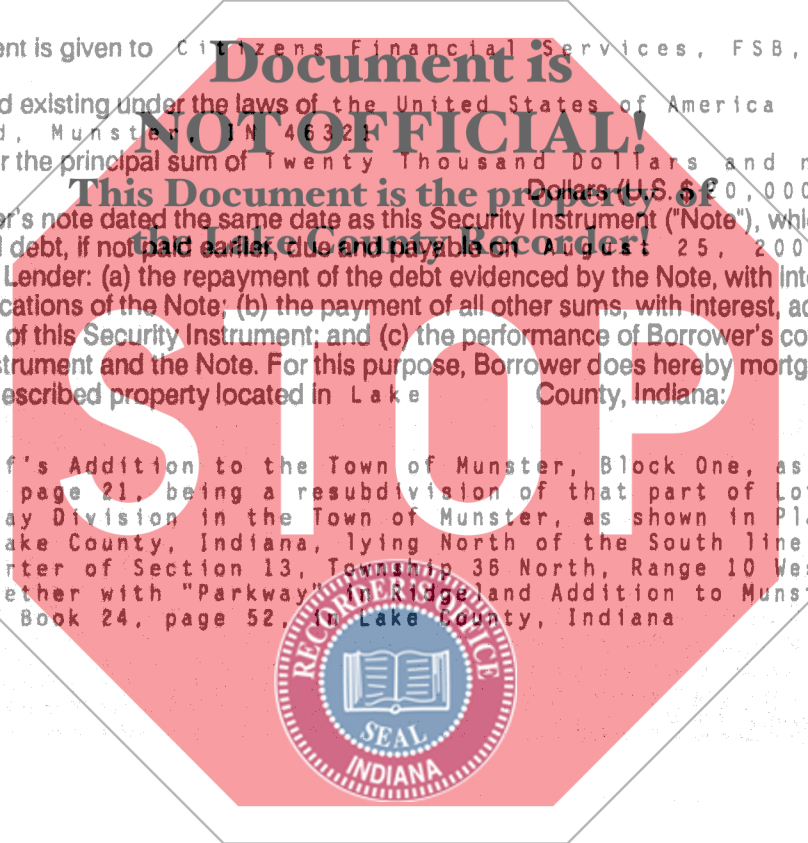 ent is given to Citizens Financial Services, FSB,
Document is
d existing under the laws of the United States of America
d, Munster, IN 46321
NOT OFFICIAL!
r the principal sum of Twenty Thousand Dollars and n
Dollars (U.S. $ 20,000
This Document is the property of
er's note dated the same date as this Security Instrument ("Note"), whi
the Lake County Recorder!
l debt, if not paid earlier, due and payable on August 25, 200
Lender: (a) the repayment of the debt evidenced by the Note, with inte
cations of the Note; (b) the payment of all other sums, with interest, ad
of this Security Instrument; and (c) the performance of Borrower's co
strument and the Note. For this purpose, Borrower does hereby mortg
escribed property located in Lake County, Indiana:
STOP
f's Addition to the Town of Munster, Block One, as
page 21, being a resubdivision of that part of Lo
ay Division in the Town of Munster, as shown in Pl
ake County, Indiana, lying North of the South line
rter of Section 13, Township 36 North, Range 10 Wes
ether with "Parkway" in Ridgeland Addition to Munst
Book 24, page 52, in Lake County, Indiana
RECORDER'S OFFICE
SEAL
INDIANA